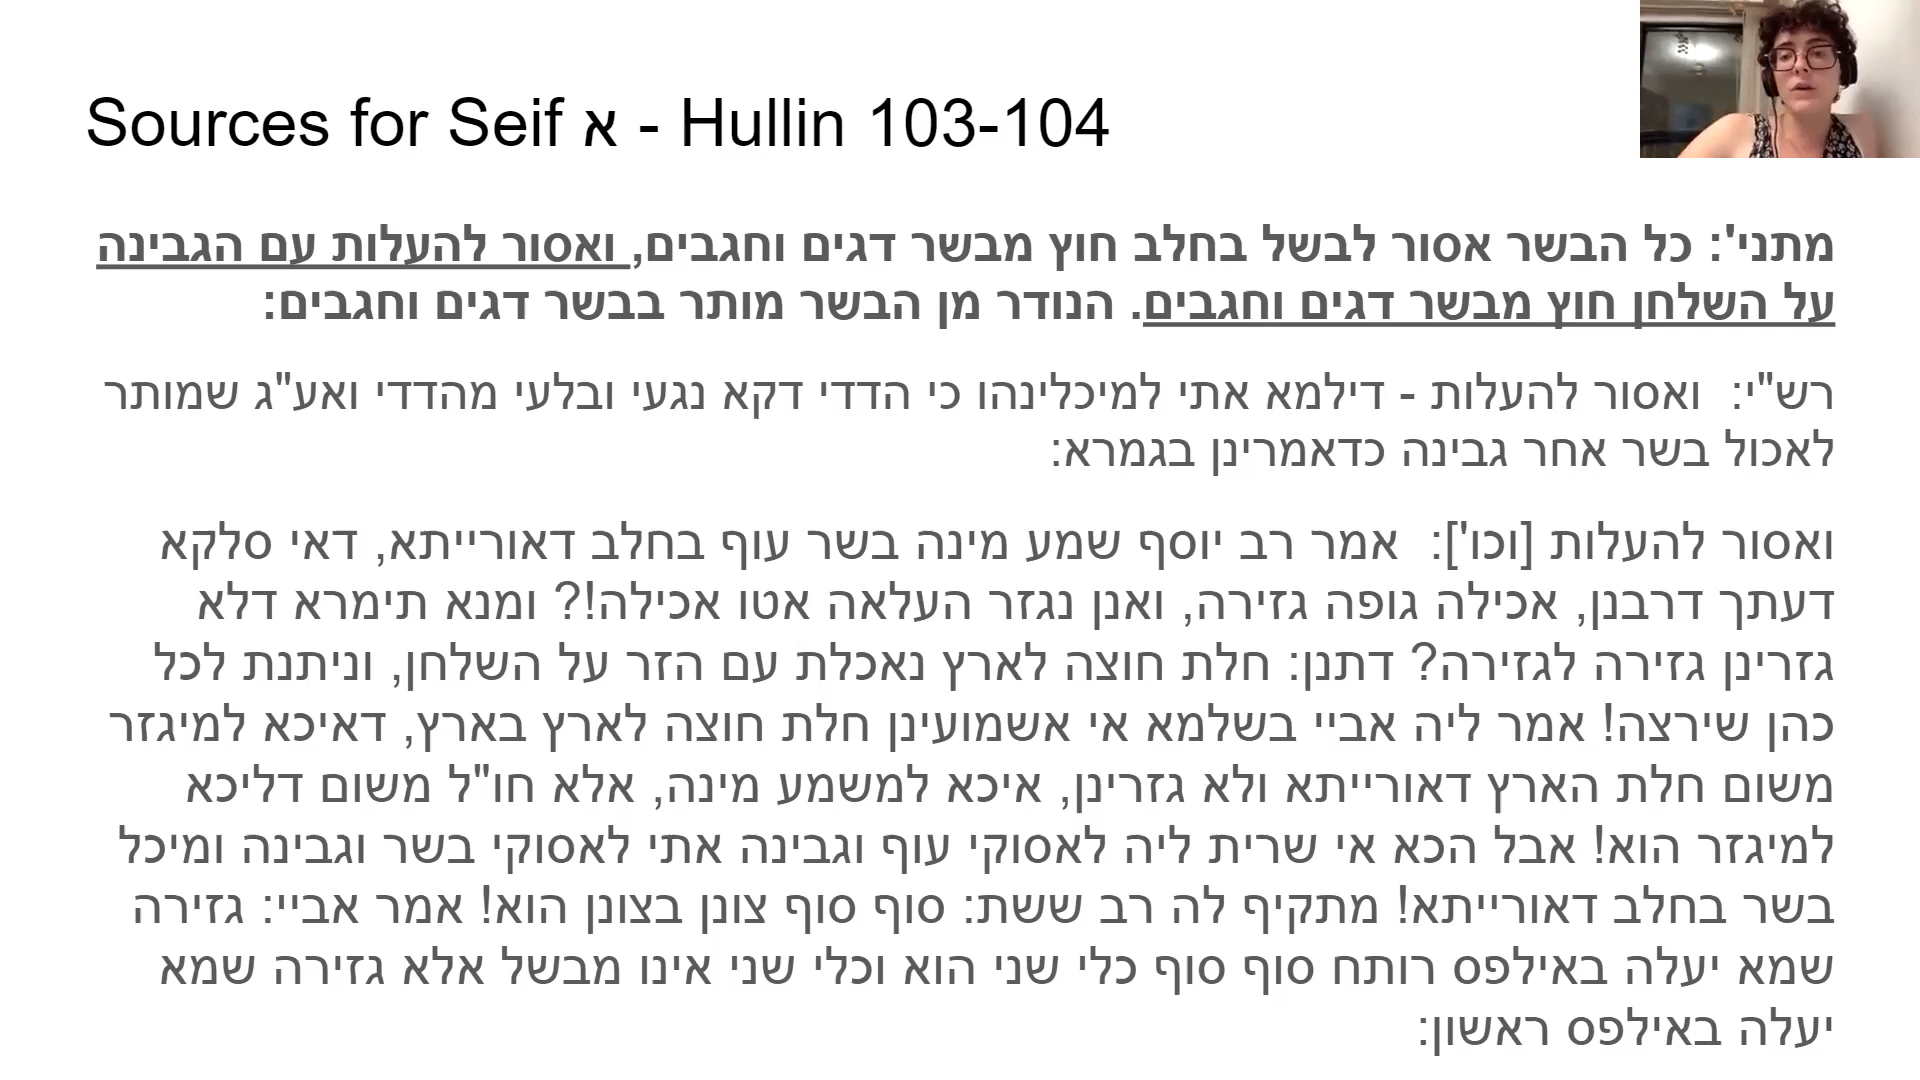 Sources for Seif א - Hullin 103-104
מתני': כל הבשר אסור לבשל בחלב חוץ מבשר דגים וחגבים, ואסור להעלות עם הגבינה
על השלחן חוץ מבשר דגים וחגבים. הנודר מן הבשר מותר בבשר דגים וחגבים:
רש"י: ואסור להעלות - דילמא אתי למיכלינהו כי הדדי דקא נגעי ובלעי מהדדי ואע"ג שמותר
לאכול בשר אחר גבינה כדאמרינן בגמרא:
ואסור להעלות [וכו']: אמר רב יוסף שמע מינה בשר עוף בחלב דאורייתא, דאי סלקא
דעתך דרבנן, אכילה גופה גזירה, ואנן נגזר העלאה אטו אכילה!? ומנא תימרא דלא
גזרינן גזירה לגזירה? דתנן: חלת חוצה לארץ נאכלת עם הזר על השלחן, וניתנת לכל
כהן שירצה! אמר ליה אביי בשלמא אי אשמועינן חלת חוצה לארץ בארץ, דאיכא למיגזר
משום חלת הארץ דאורייתא ולא גזרינן, איכא למשמע מינה, אלא חו"ל משום דליכא
למיגזר הוא! אבל הכא אי שרית ליה לאסוקי עוף וגבינה אתי לאסוקי בשר וגבינה ומיכל
בשר בחלב דאורייתא! מתקיף לה רב ששת: סוף סוף צונן בצונן הוא! אמר אביי: גזירה
שמא יעלה באילפס רותח סוף סוף כלי שני הוא וכלי שני אינו מבשל אלא גזירה שמא
יעלה באילפס ראשון: